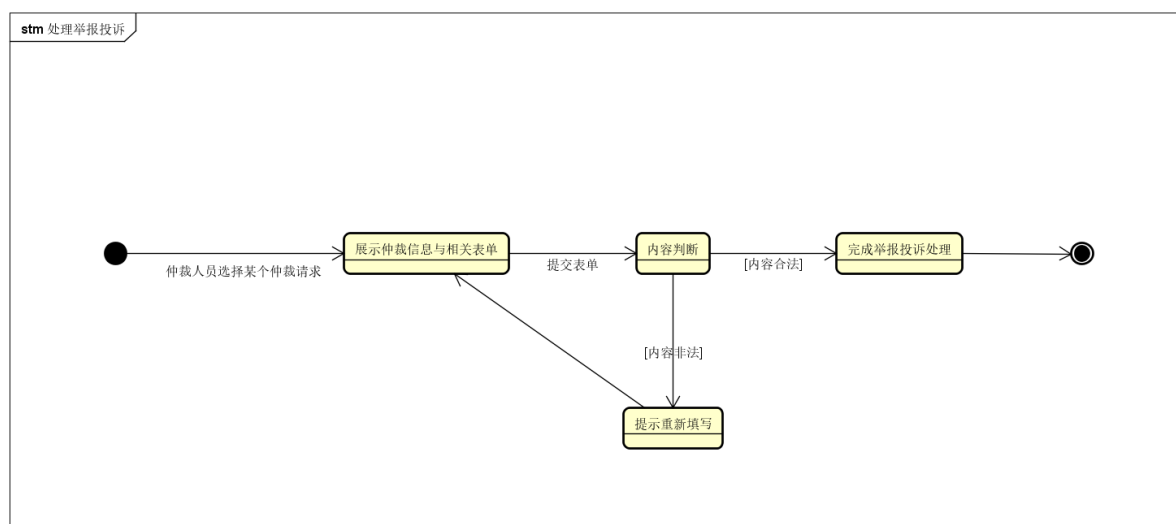 stm 处理举报投诉
仲裁人员选择某个仲裁请求
展示仲裁信息与相关表单
提交表单
内容判断
[内容合法]
完成举报投诉处理
[内容非法]
提示重新填写